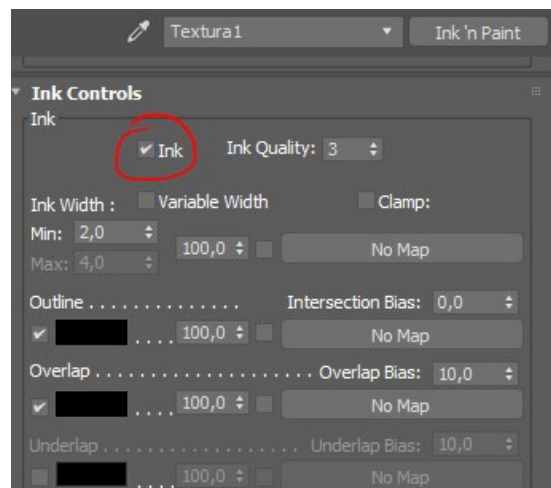 Textura1 Ink 'n Paint
Ink Controls
Ink
Ink Ink Quality: 3
Ink Width : Variable Width Clamp:
Min: 2,0
100,0 No Map
Max: 4,0
Outline . . . . . . . . . . . . . . Intersection Bias: 0,0
. . . . 100,0 No Map
Overlap . . . . . . . . . . . . . . . . . . . . Overlap Bias: 10,0
. . . . 100,0 No Map
Underlap . . . . . . . . . . . . . . . . . . Underlap Bias: 10,0
. . . . 100,0 No Map